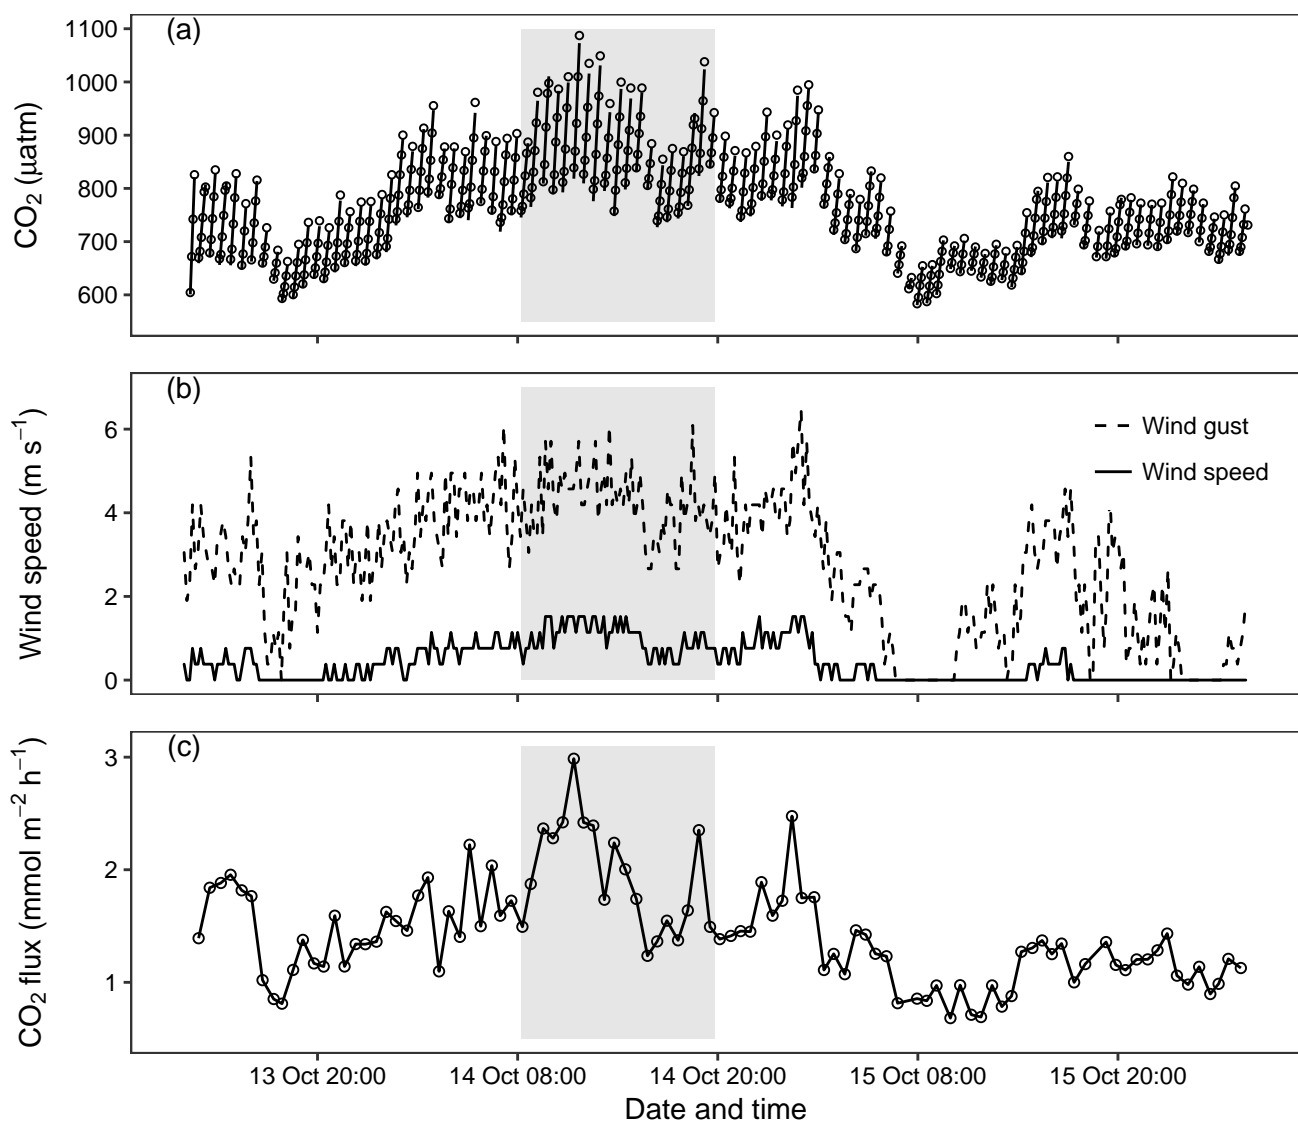 (a)
1100
1000
900
800
700
600
CO₂ (µatm)
(b)
6
4
2
0
Wind speed (m s⁻¹)
Wind gust
Wind speed
(c)
3
2
1
CO₂ flux (mmol m⁻² h⁻¹)
13 Oct 20:00 14 Oct 08:00 14 Oct 20:00 15 Oct 08:00 15 Oct 20:00
Date and time